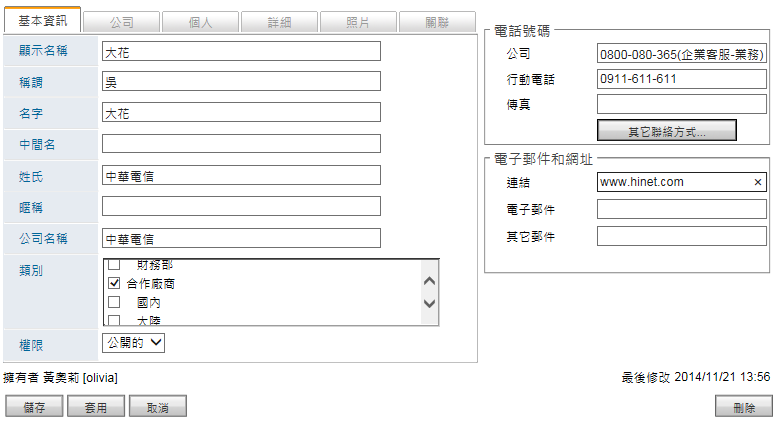 基本資訊
公司
個人
詳細
照片
關聯
顯示名稱 大花
稱謂 吳
名字 大花
中間名
姓氏 中華電信
暱稱
公司名稱 中華電信
類別
財務部
合作廠商
國內
大陸
權限 公開的
電話號碼
公司 0800-080-365(企業客服-業務)
行動電話 0911-611-611
傳真
其它聯絡方式...
電子郵件和網址
連結 www.hinet.com ×
電子郵件
其它郵件
擁有者 黃奧莉 [olivia]
最後修改 2014/11/21 13:56
儲存
套用
取消
刪除